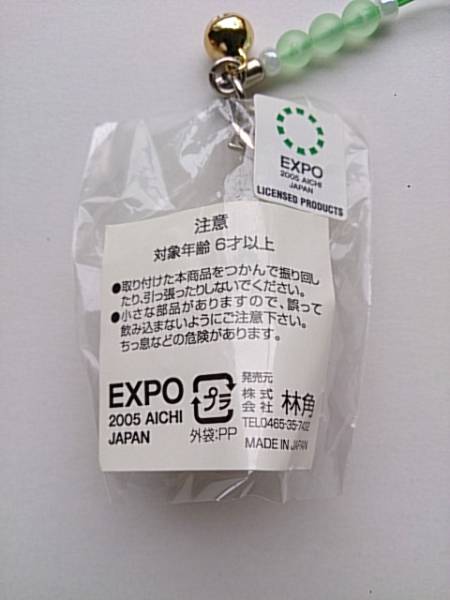 EXPO
2005 AICHI
JAPAN
LICENSED PRODUCTS
注意
対象年齢 6才以上
●取り付けた本商品をつかんで振り回し
たり、引っ張ったりしないでください。
●小さな部品がありますので、誤って
飲み込まないようにご注意下さい。
ちっ息などの危険があります。
EXPO
2005 AICHI
JAPAN
プラ
外袋:PP
発売元
株式
会社 林角
TEL0465-35-7432
MADE IN JAPAN